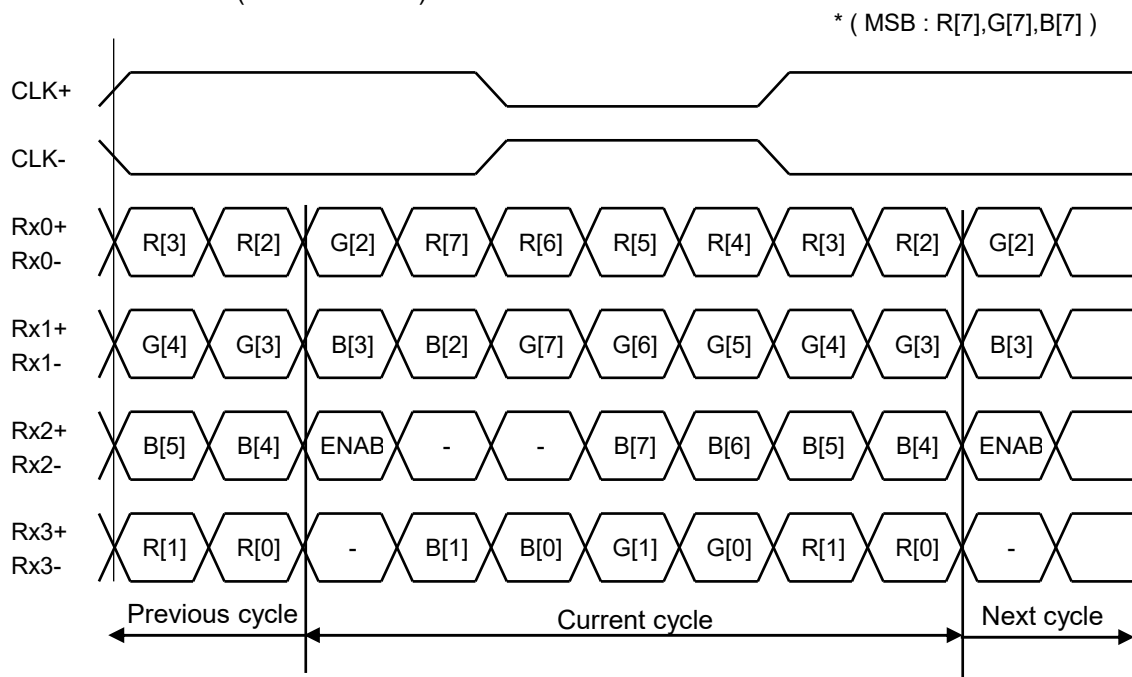 * ( MSB : R[7],G[7],B[7] )
CLK+
CLK-
Rx0+
Rx0-
R[3] R[2] G[2] R[7] R[6] R[5] R[4] R[3] R[2] G[2]
Rx1+
Rx1-
G[4] G[3] B[3] B[2] G[7] G[6] G[5] G[4] G[3] B[3]
Rx2+
Rx2-
B[5] B[4] ENAB - - B[7] B[6] B[5] B[4] ENAB
Rx3+
Rx3-
R[1] R[0] - B[1] B[0] G[1] G[0] R[1] R[0] -
Previous cycle Current cycle Next cycle